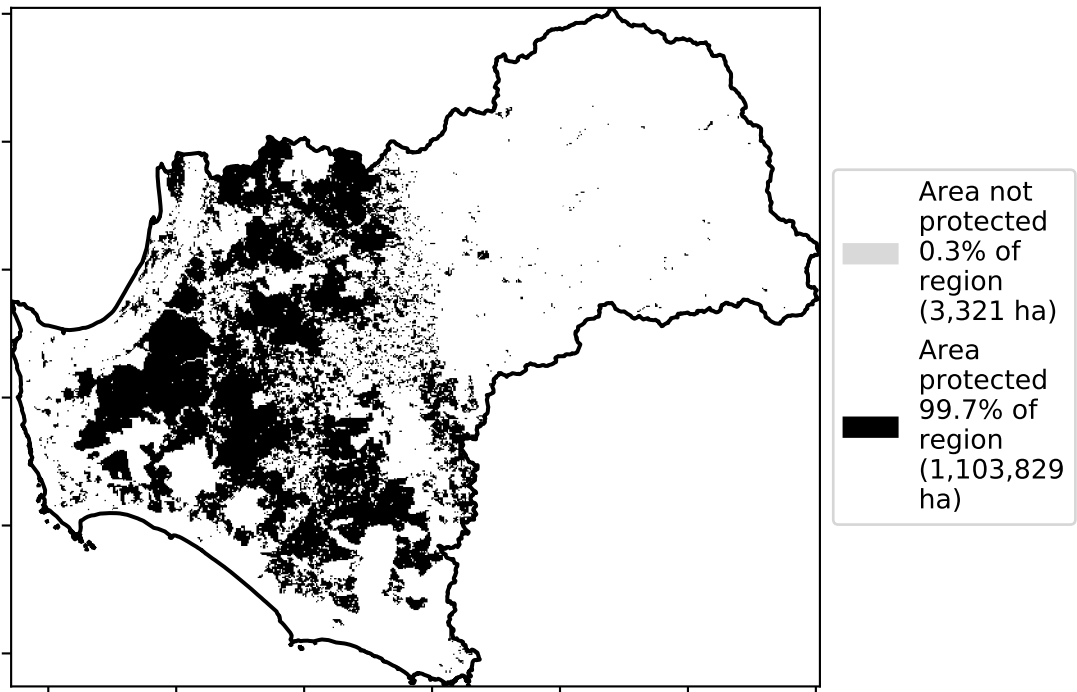 Area not
protected
0.3% of
region
(3,321 ha)
Area
protected
99.7% of
region
(1,103,829
ha)